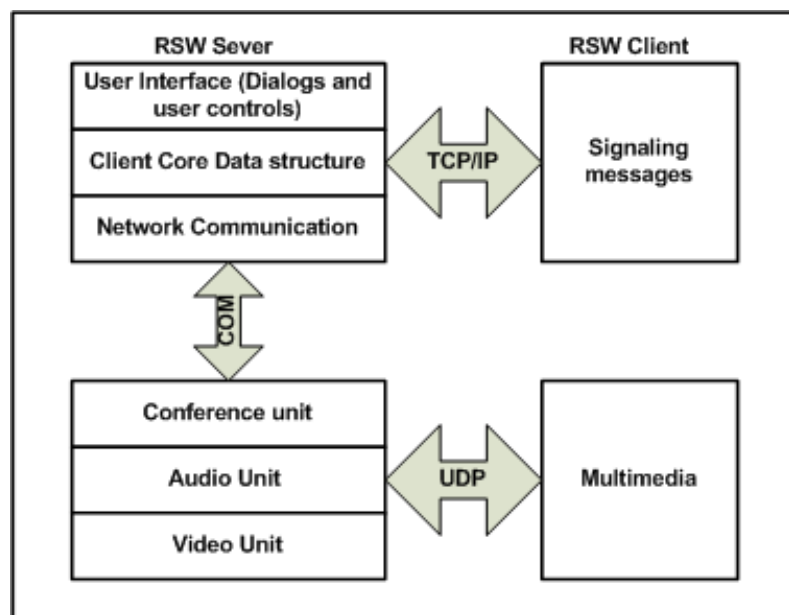 RSW Sever
RSW Client
User Interface (Dialogs and
user controls)
Client Core Data structure
Network Communication
TCP/IP
Signaling
messages
COM
Conference unit
Audio Unit
Video Unit
UDP
Multimedia